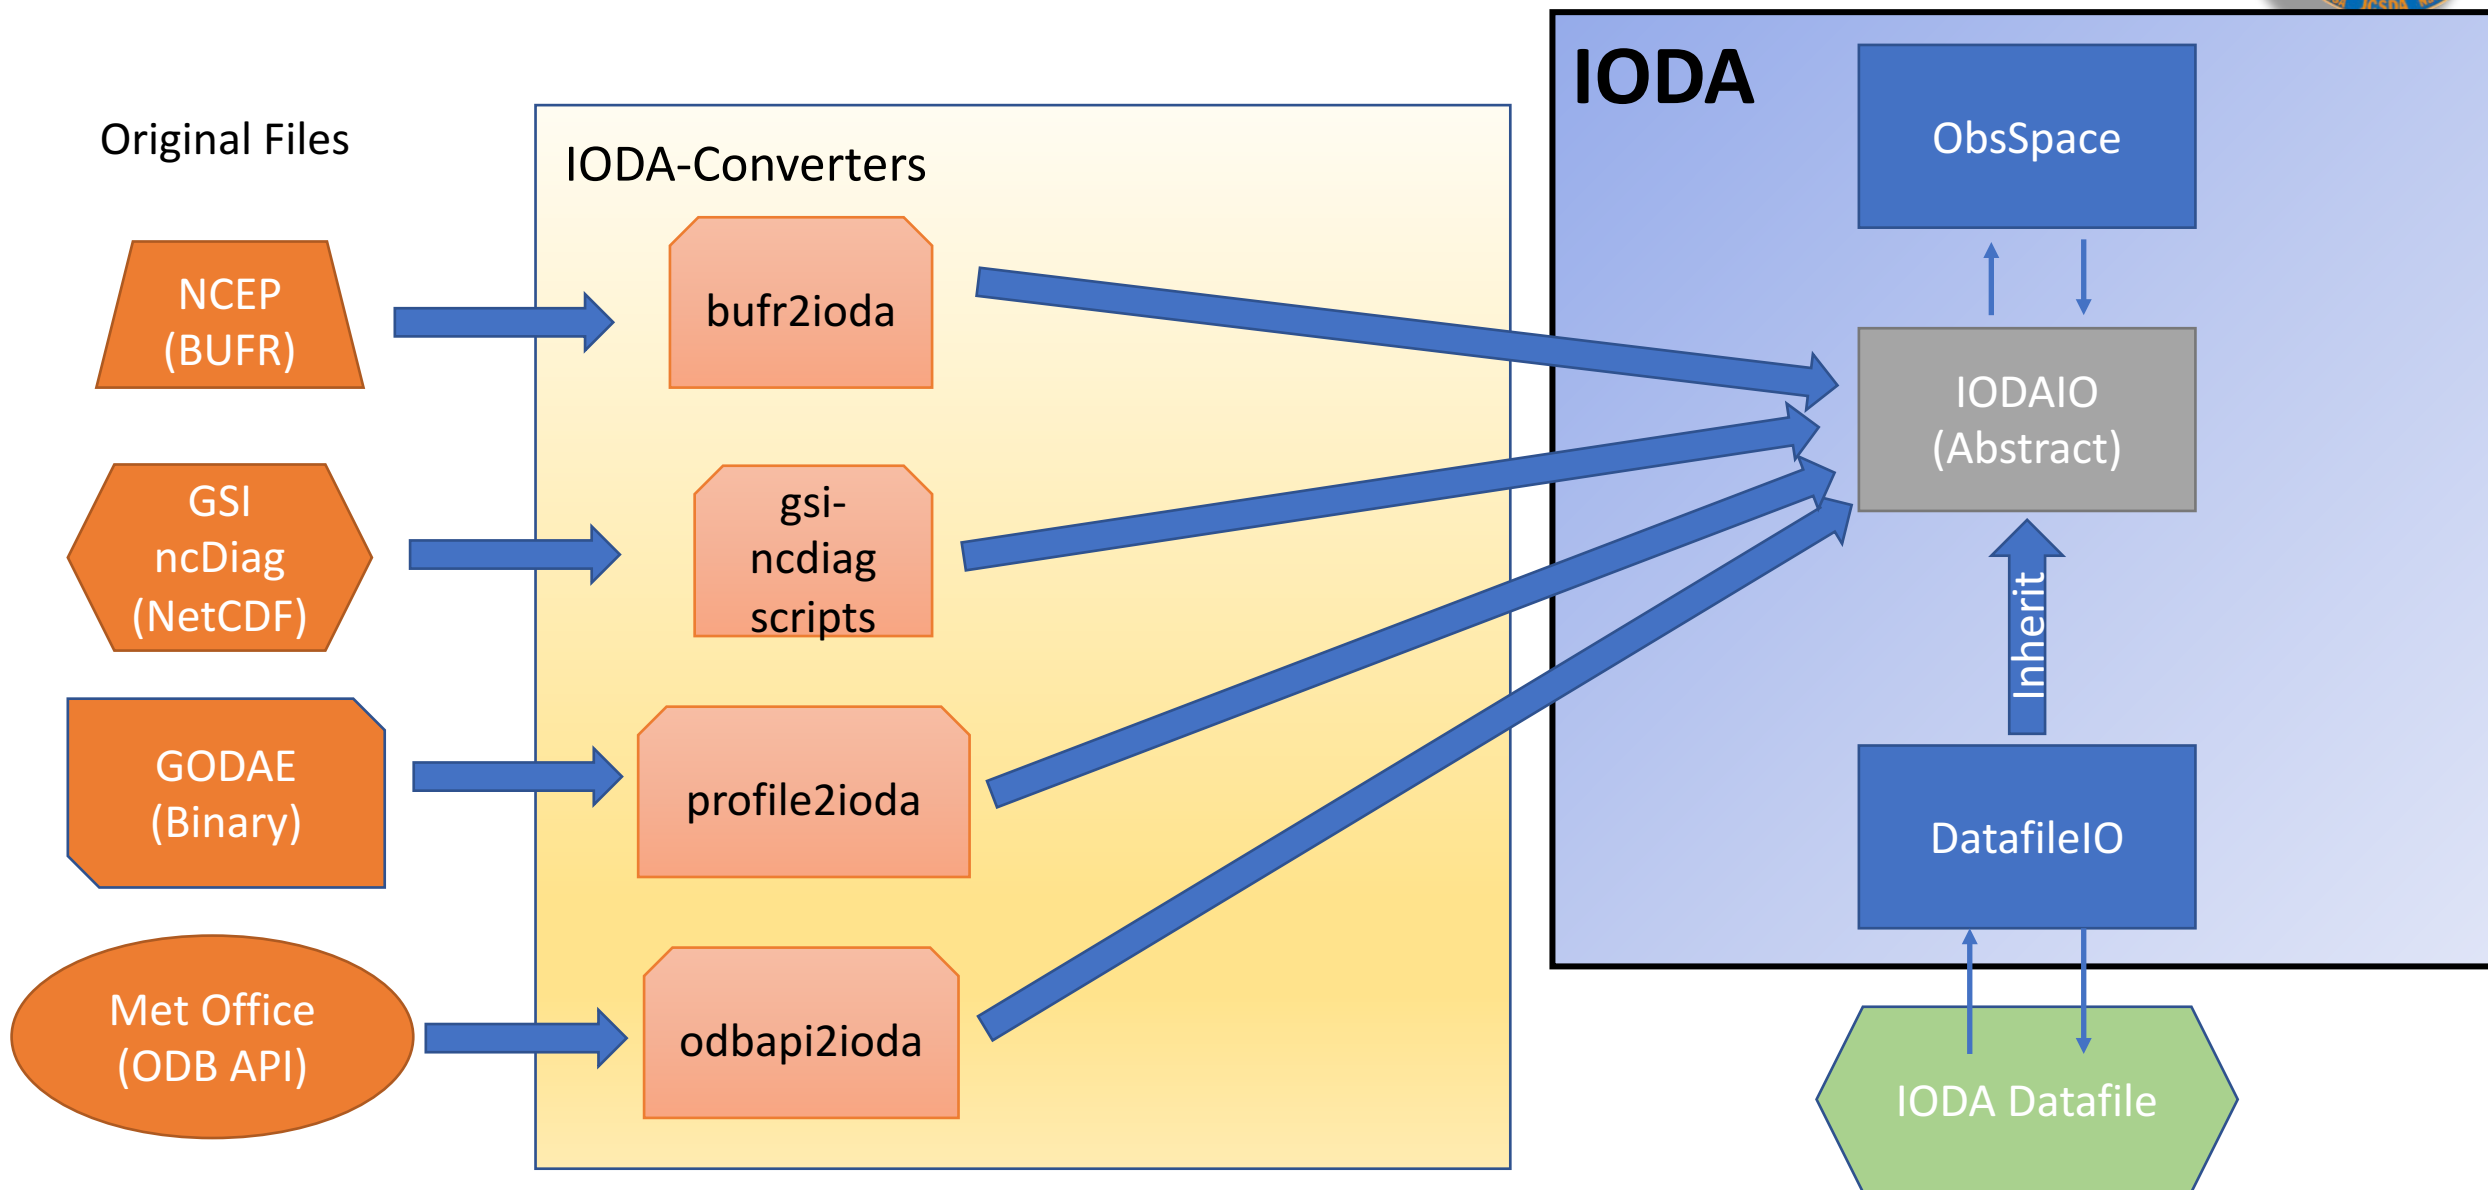 CSDA
IODA
Original Files
IODA-Converters
ObsSpace
NCEP
(BUFR)
bufr2ioda
IODAIO
(Abstract)
GSI
ncDiag
(NetCDF)
gsi-
ncdiag
scripts
Inherit
GODAE
(Binary)
profile2ioda
DatafileIO
Met Office
(ODB API)
odbapi2ioda
IODA Datafile